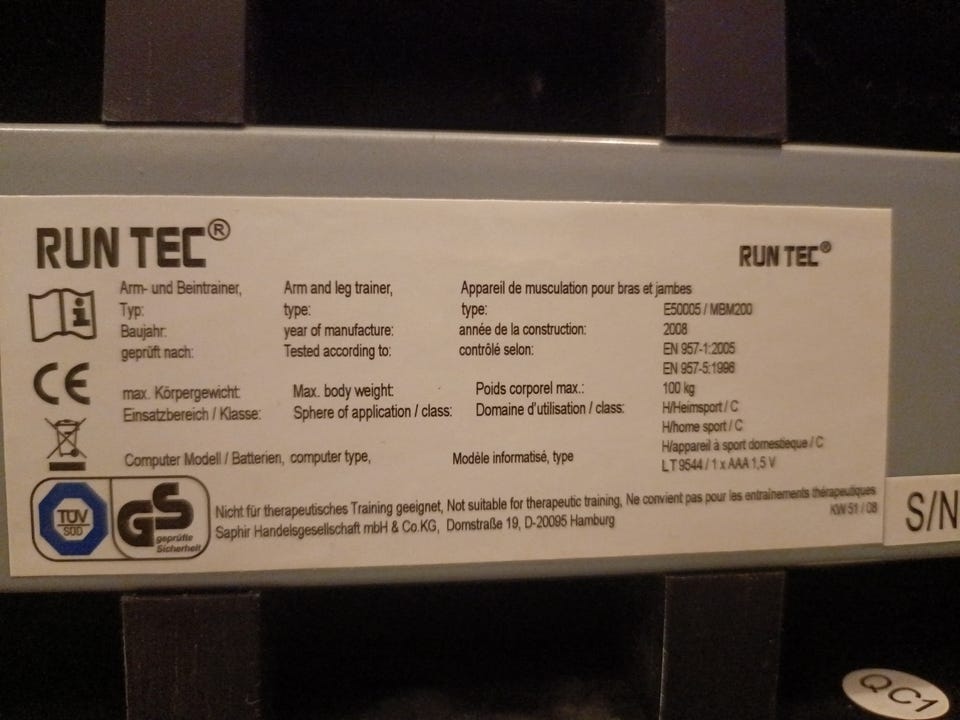 RUN TEC®
RUN TEC®
Arm- und Beintrainer, Arm and leg trainer, Appareil de musculation pour bras et jambes
Typ: type: type: E50005 / MBM200
Baujahr: year of manufacture: année de la construction: 2008
geprüft nach: Tested according to: contrôlé selon: EN 957-1:2005
EN 957-5:1996
max. Körpergewicht: Max. body weight: Poids corporel max.: 100 kg
Einsatzbereich / Klasse: Sphere of application / class: Domaine d'utilisation / class: H/Heimsport / C
H/home sport / C
H/appareil à sport domestieque / C
Computer Modell / Batterien, computer type, Modèle informatisé, type LT9544 / 1 x AAA 1,5 V
CE
TÜV
SÜD
GS
geprüfte
Sicherheit
Nicht für therapeutisches Training geeignet, Not suitable for therapeutic training, Ne convient pas pour les entraînements thérapeutiques
Saphir Handelsgesellschaft mbH & Co.KG, Domstraße 19, D-20095 Hamburg
KW 51 / 08
S/N
QC1